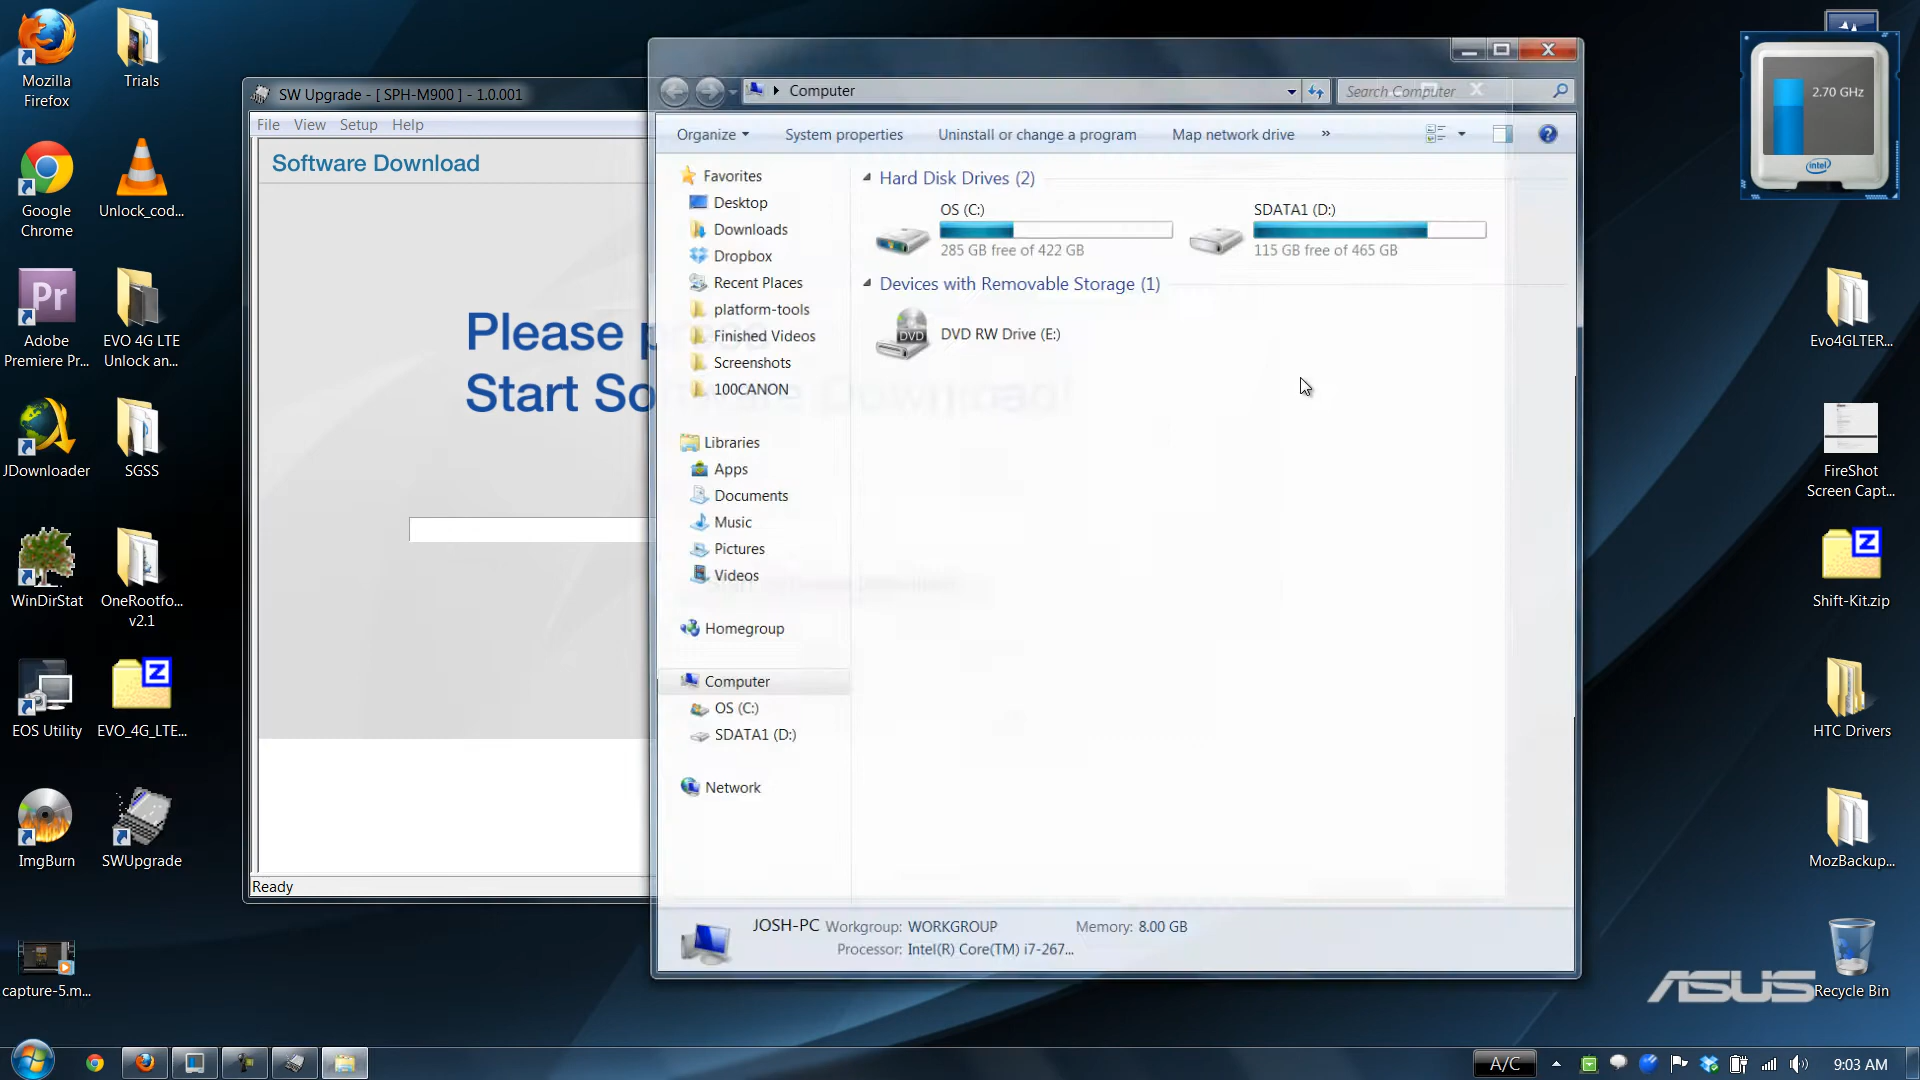 Mozilla
Firefox
Trials
Google
Chrome
Unlock_cod...
Adobe
Premiere Pr...
EVO 4G LTE
Unlock an...
JDownloader
SGSS
WinDirStat
OneRootfo...
v2.1
EOS Utility
EVO_4G_LTE...
ImgBurn
SWUpgrade
capture-5.m...
SW Upgrade - [ SPH-M900 ] - 1.0.001
File View Setup Help
Software Download
Please press
Start Software Download!
Ready
Computer
Search Computer
Organize System properties Uninstall or change a program Map network drive »
Favorites
Desktop
Downloads
Dropbox
Recent Places
platform-tools
Finished Videos
Screenshots
100CANON
Libraries
Apps
Documents
Music
Pictures
Videos
Homegroup
Computer
OS (C:)
SDATA1 (D:)
Network
Hard Disk Drives (2)
OS (C:)
285 GB free of 422 GB
SDATA1 (D:)
115 GB free of 465 GB
Devices with Removable Storage (1)
DVD
DVD RW Drive (E:)
JOSH-PC Workgroup: WORKGROUP Memory: 8.00 GB
Processor: Intel(R) Core(TM) i7-267...
2.70 GHz
intel
Evo4GLTER...
FireShot
Screen Capt...
Shift-Kit.zip
HTC Drivers
MozBackup...
ASUS
Recycle Bin
A/C
9:03 AM